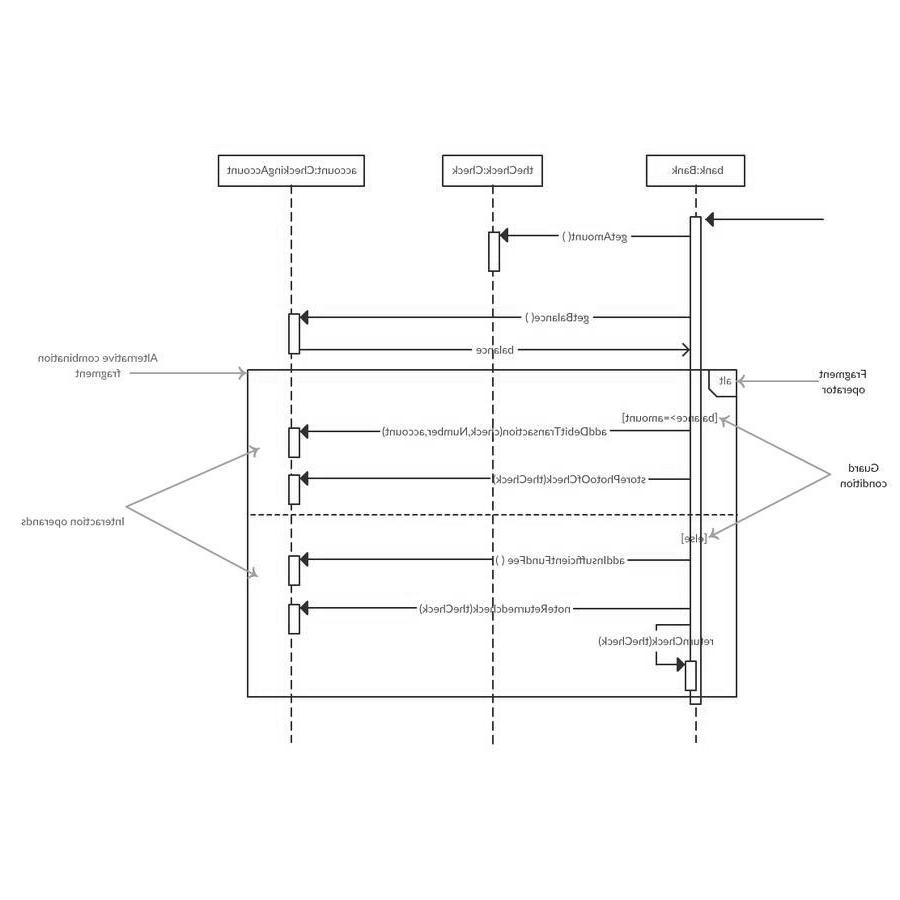 bank:Bank
theCheck:Check
account:CheckingAccount
getAmount( )
getBalance( )
balance
Alternative combination
fragment
Fragment
operator
alt
[balance>=amount]
addDebitTransaction(check,Number,account)
Guard
condition
storePhotoOfCheck(theCheck)
Interaction operands
[else]
addInsufficientFundFee ( )
noteReturnedcheck(theCheck)
returnCheck(theCheck)